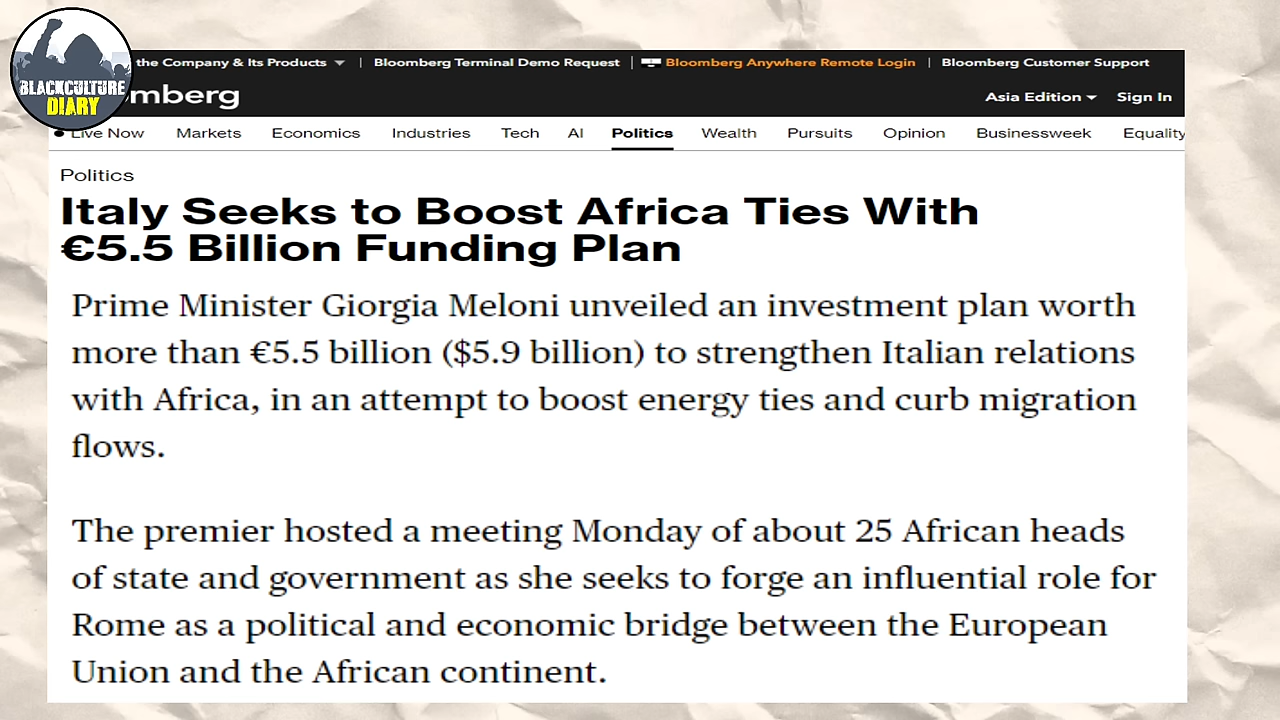 BLACKCULTURE
DIARY
the Company & Its Products | Bloomberg Terminal Demo Request | Bloomberg Anywhere Remote Login | Bloomberg Customer Support
mberg Asia Edition Sign In
Live Now Markets Economics Industries Tech AI Politics Wealth Pursuits Opinion Businessweek Equality
Politics
Italy Seeks to Boost Africa Ties With
€5.5 Billion Funding Plan
Prime Minister Giorgia Meloni unveiled an investment plan worth
more than €5.5 billion ($5.9 billion) to strengthen Italian relations
with Africa, in an attempt to boost energy ties and curb migration
flows.
The premier hosted a meeting Monday of about 25 African heads
of state and government as she seeks to forge an influential role for
Rome as a political and economic bridge between the European
Union and the African continent.